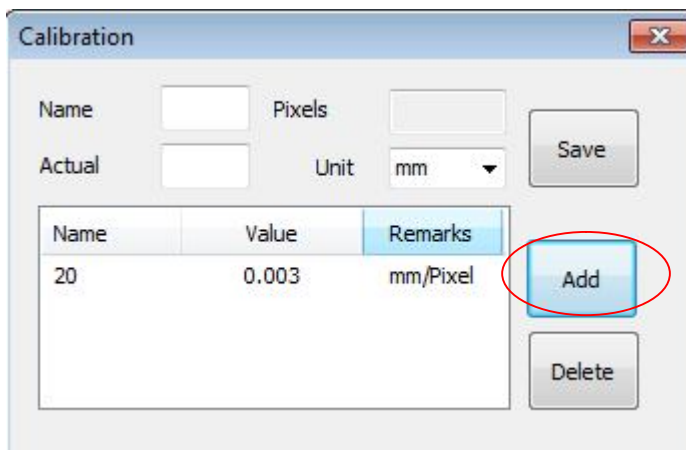 Calibration
Name Pixels
Actual Unit mm
Save
Name Value Remarks
20 0.003 mm/Pixel
Add
Delete